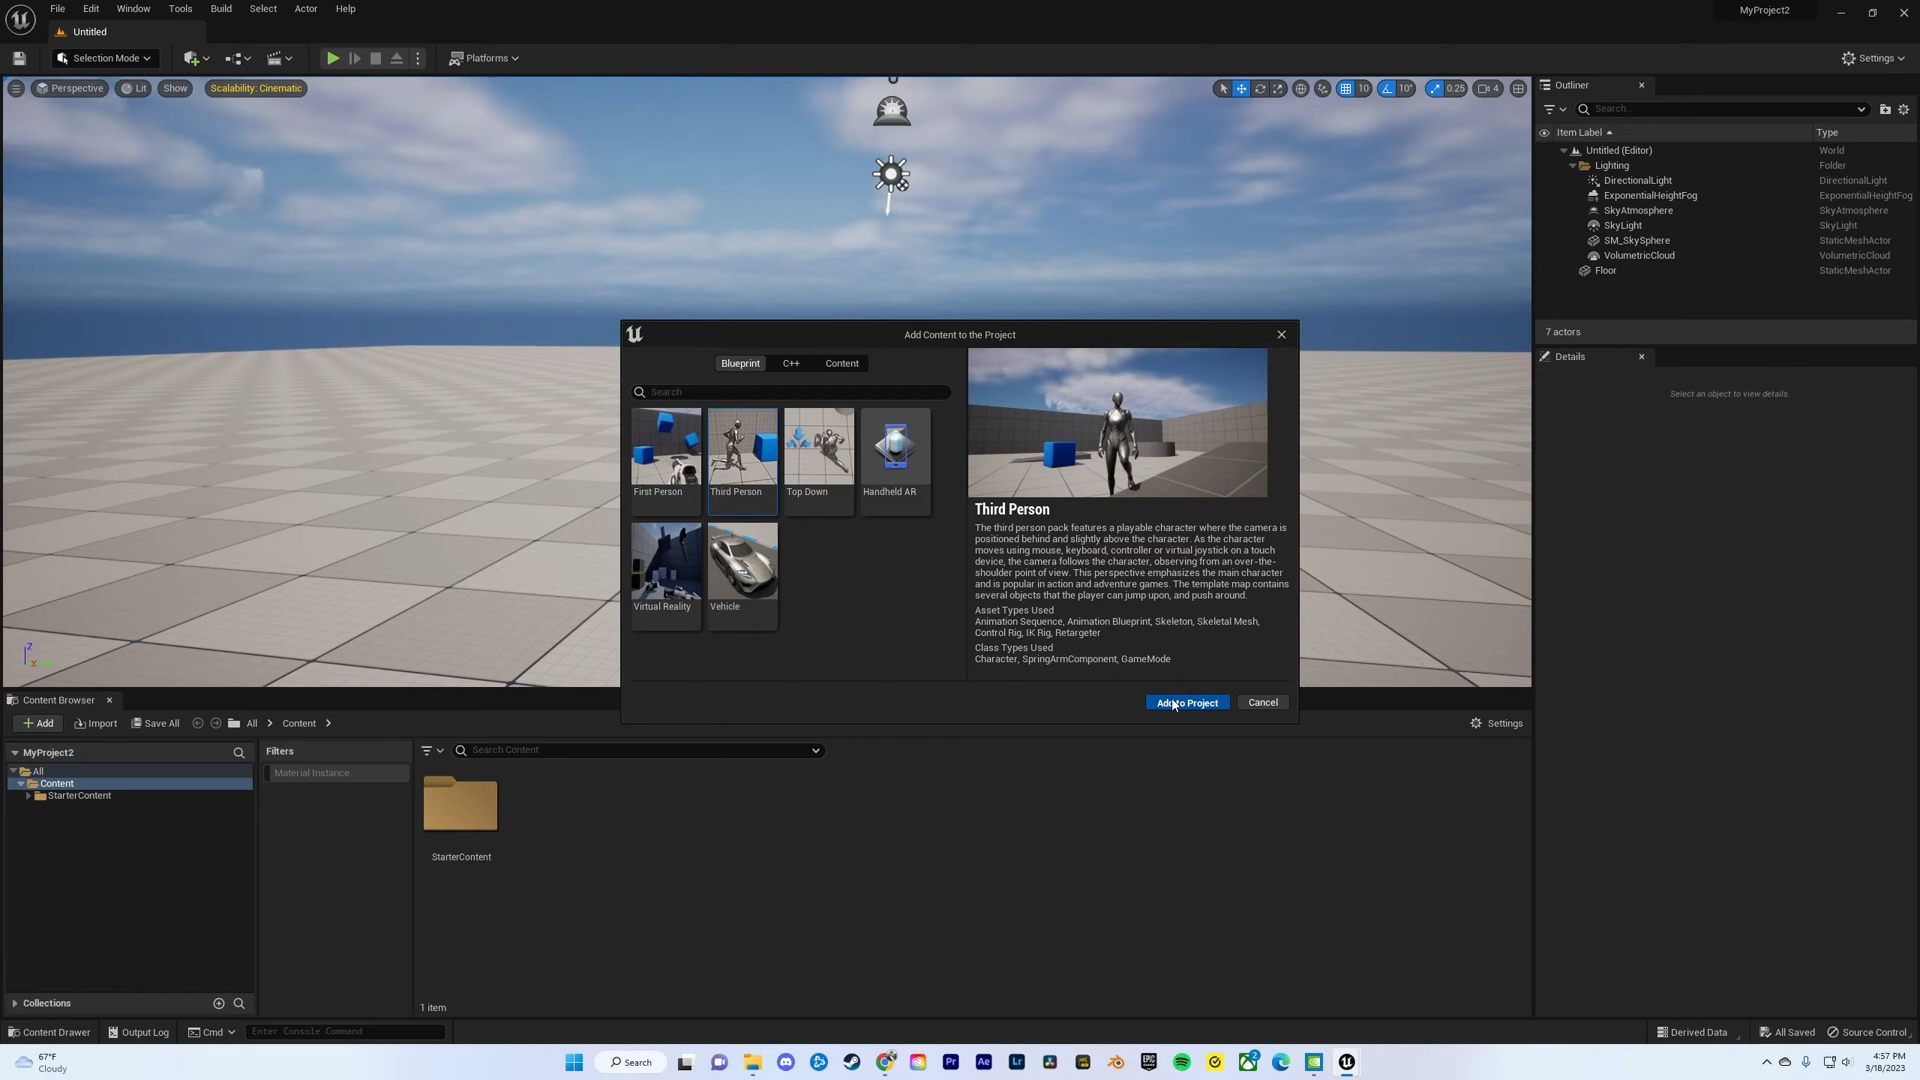 File Edit Window Tools Build Select Actor Help
MyProject2
Untitled
Selection Mode
Platforms
Settings
Perspective Lit Show Scalability: Cinematic
10 10° 0.25 4
Outliner
Search...
Item Label Type
Untitled (Editor) World
Lighting Folder
DirectionalLight DirectionalLight
ExponentialHeightFog ExponentialHeightFog
SkyAtmosphere SkyAtmosphere
SkyLight SkyLight
SM_SkySphere StaticMeshActor
VolumetricCloud VolumetricCloud
Floor StaticMeshActor
7 actors
Details
Select an object to view details.
Add Content to the Project
Blueprint C++ Content
Search
First Person Third Person Top Down Handheld AR
Virtual Reality Vehicle
Third Person
The third person pack features a playable character where the camera is
positioned behind and slightly above the character. As the character
moves using mouse, keyboard, controller or virtual joystick on a touch
device, the camera follows the character, observing from an over-the-
shoulder point of view. This perspective emphasizes the main character
and is popular in action and adventure games. The template map contains
several objects that the player can jump upon, and push around.
Asset Types Used
Animation Sequence, Animation Blueprint, Skeleton, Skeletal Mesh,
Control Rig, IK Rig, Retargeter
Class Types Used
Character, SpringArmComponent, GameMode
Add to Project Cancel
Z
X
Content Browser
Add Import Save All All Content
Settings
MyProject2
All
Content
StarterContent
Collections
Filters
Material Instance
Search Content
StarterContent
1 item
Content Drawer Output Log Cmd Enter Console Command
Derived Data All Saved Source Control
67°F
Cloudy
Search
Pr Ae Lr
EPIC
GAMES
2
4:57 PM
3/18/2023